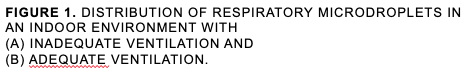 FIGURE 1. DISTRIBUTION OF RESPIRATORY MICRODROPLETS IN
AN INDOOR ENVIRONMENT WITH
(A) INADEQUATE VENTILATION AND
(B) ADEQUATE VENTILATION.